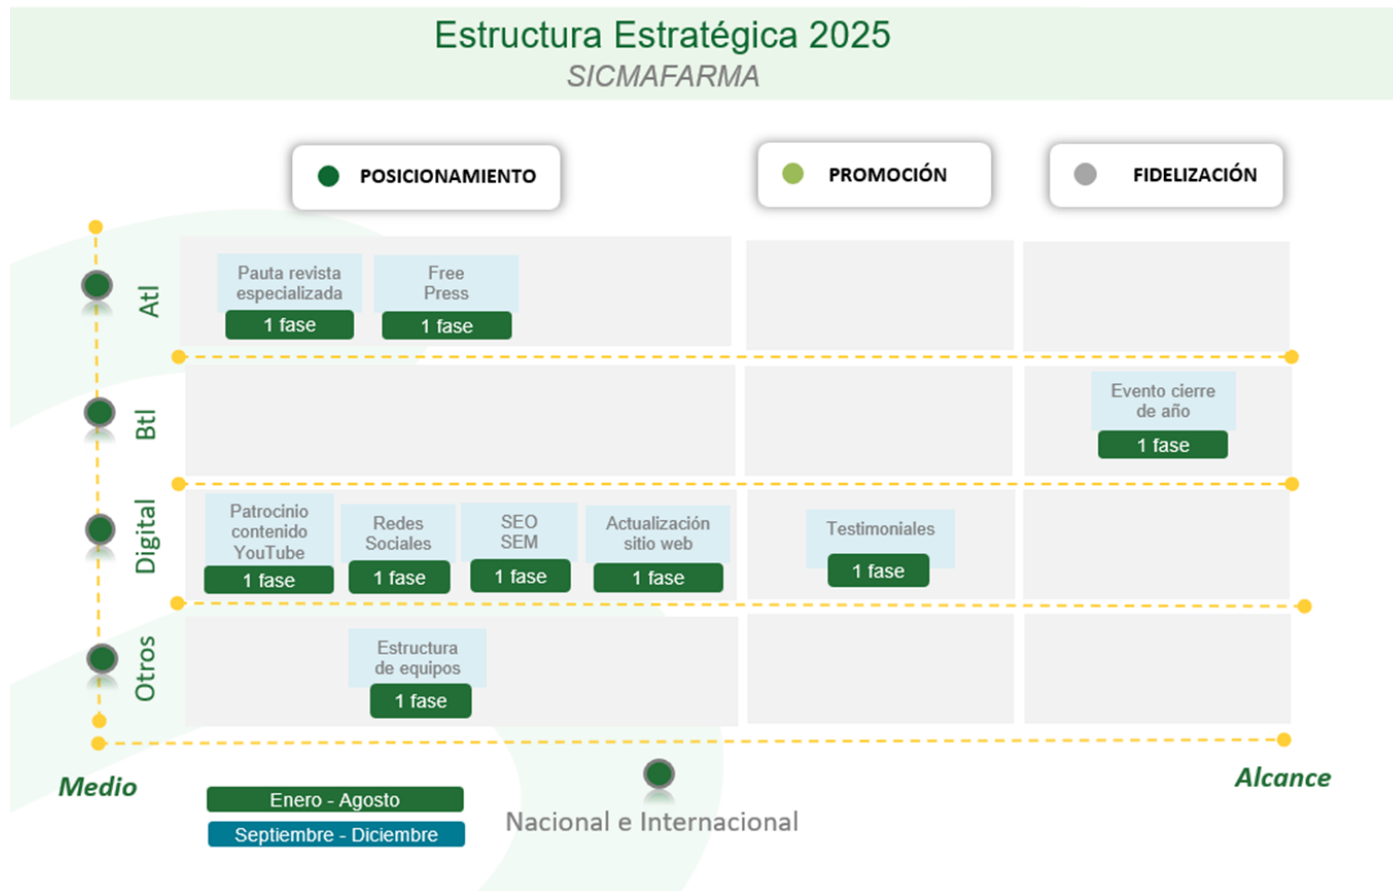 Estructura Estratégica 2025
SICMAFARMA
POSICIONAMIENTO
PROMOCIÓN
FIDELIZACIÓN
Atl
Pauta revista
especializada
1 fase
Free
Press
1 fase
Btl
Evento cierre
de año
1 fase
Digital
Patrocinio
contenido
YouTube
1 fase
Redes
Sociales
1 fase
SEO
SEM
1 fase
Actualización
sitio web
1 fase
Testimoniales
1 fase
Otros
Estructura
de equipos
1 fase
Medio
Alcance
Enero - Agosto
Septiembre - Diciembre
Nacional e Internacional